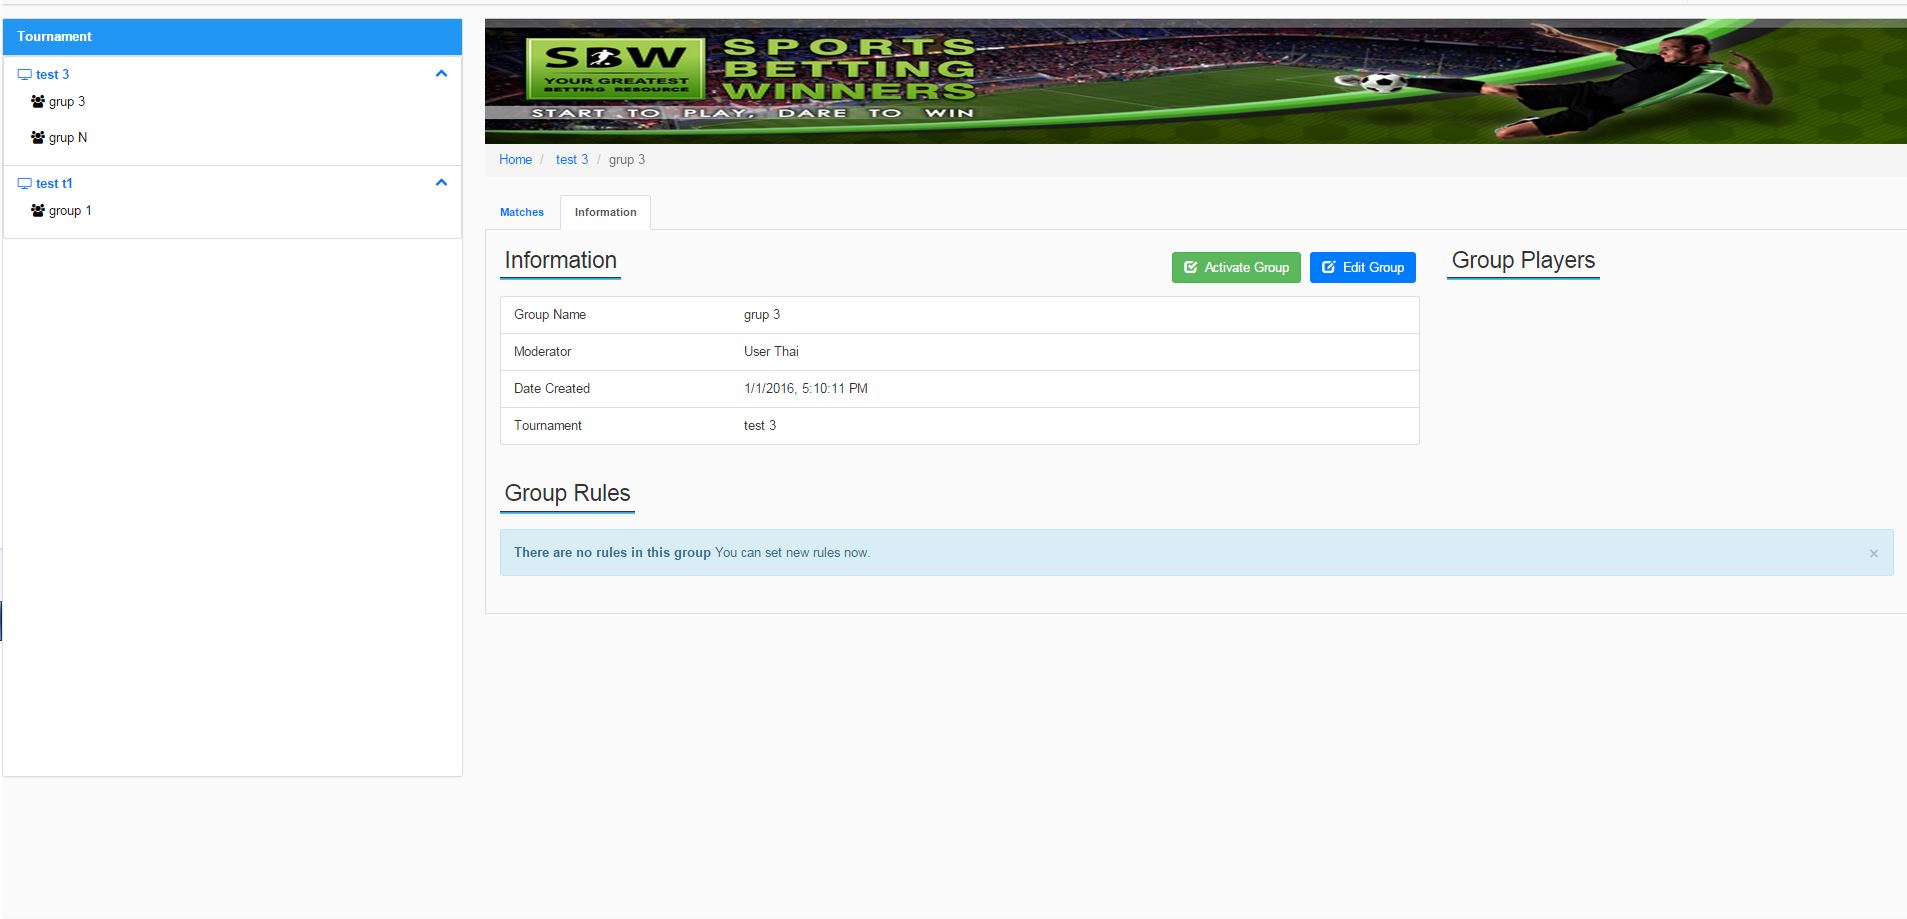 Tournament
test 3
grup 3
grup N
test t1
group 1
SBW
YOUR GREATEST
BETTING RESOURCE
SPORTS
BETTING
WINNERS
START TO PLAY, DARE TO WIN
Home / test 3 / grup 3
Matches Information
Information
Activate Group Edit Group
Group Players
Group Name grup 3
Moderator User Thai
Date Created 1/1/2016, 5:10:11 PM
Tournament test 3
Group Rules
There are no rules in this group You can set new rules now. ×